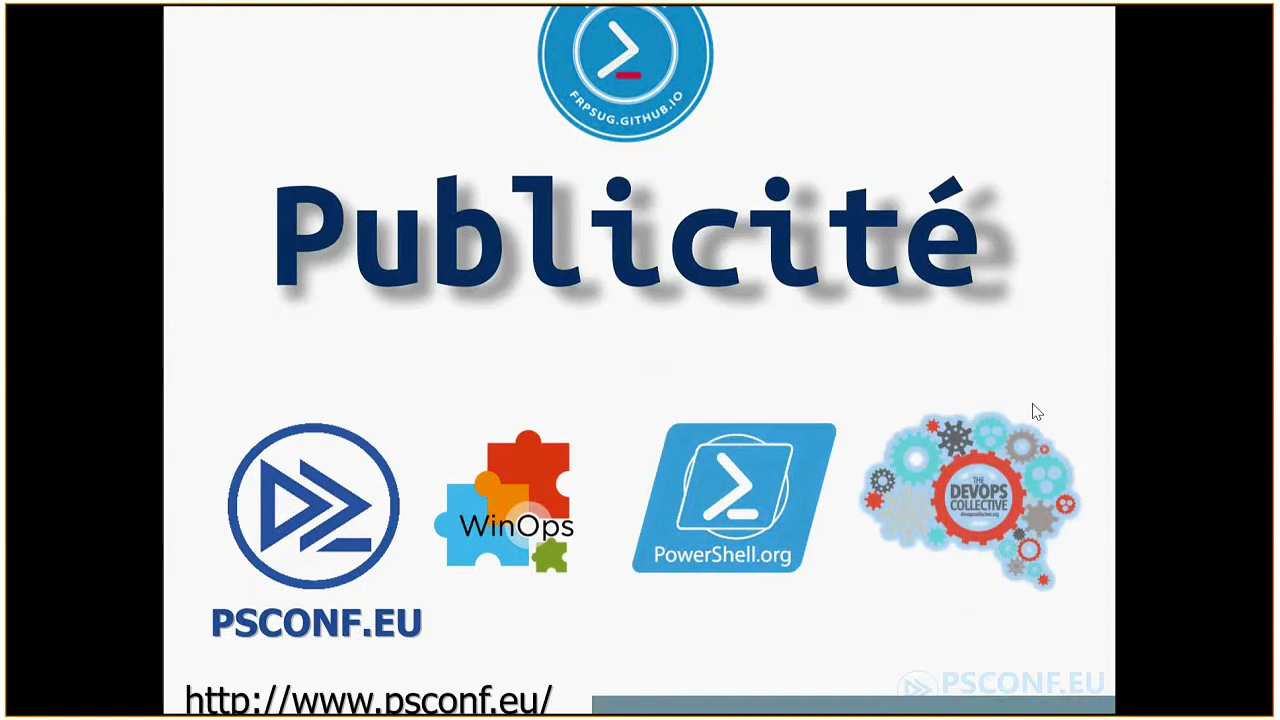 FRPSUG.GITHUB.IO
Publicité
WinOps
PowerShell.org
THE
DEVOPS
COLLECTIVE
PSCONF.EU
http://www.psconf.eu/
PSCONF.EU